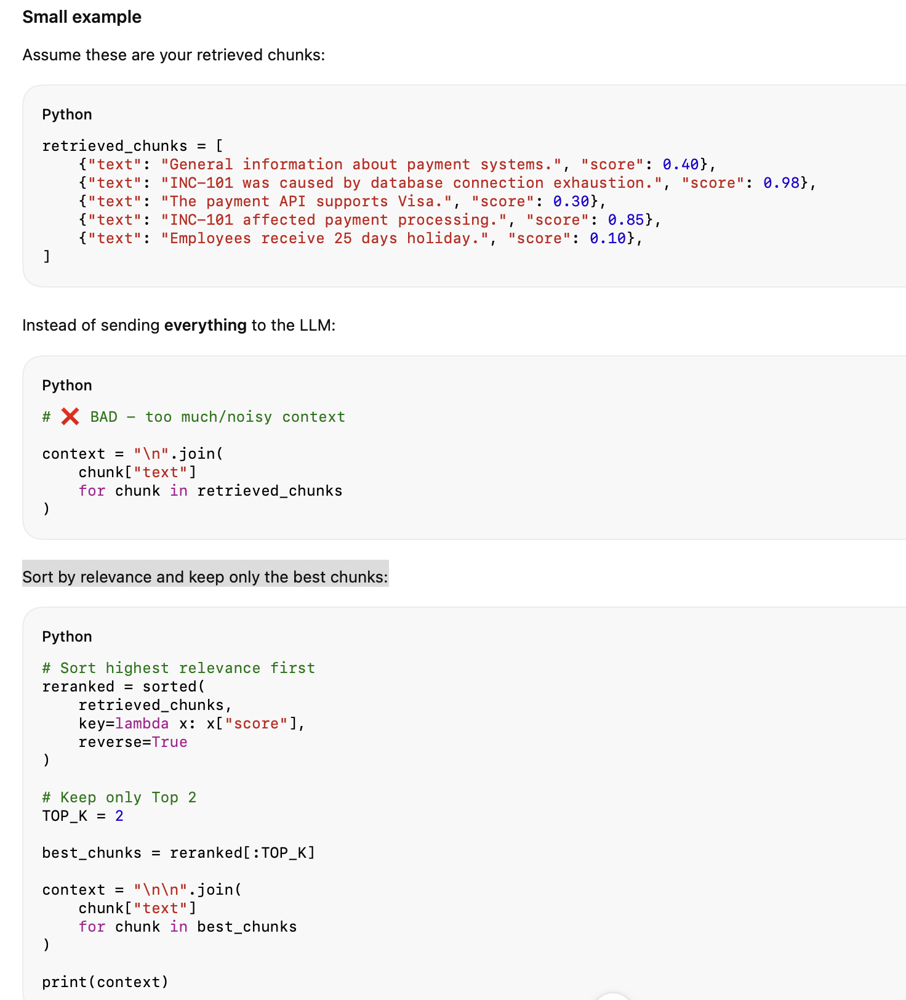 Small example
Assume these are your retrieved chunks:
Python
retrieved_chunks = [
    {"text": "General information about payment systems.", "score": 0.40},
    {"text": "INC-101 was caused by database connection exhaustion.", "score": 0.98},
    {"text": "The payment API supports Visa.", "score": 0.30},
    {"text": "INC-101 affected payment processing.", "score": 0.85},
    {"text": "Employees receive 25 days holiday.", "score": 0.10},
]
Instead of sending everything to the LLM:
Python
# ❌ BAD — too much/noisy context
context = "\n".join(
    chunk["text"]
    for chunk in retrieved_chunks
)
Sort by relevance and keep only the best chunks:
Python
# Sort highest relevance first
reranked = sorted(
    retrieved_chunks,
    key=lambda x: x["score"],
    reverse=True
)
# Keep only Top 2
TOP_K = 2
best_chunks = reranked[:TOP_K]
context = "\n\n".join(
    chunk["text"]
    for chunk in best_chunks
)
print(context)